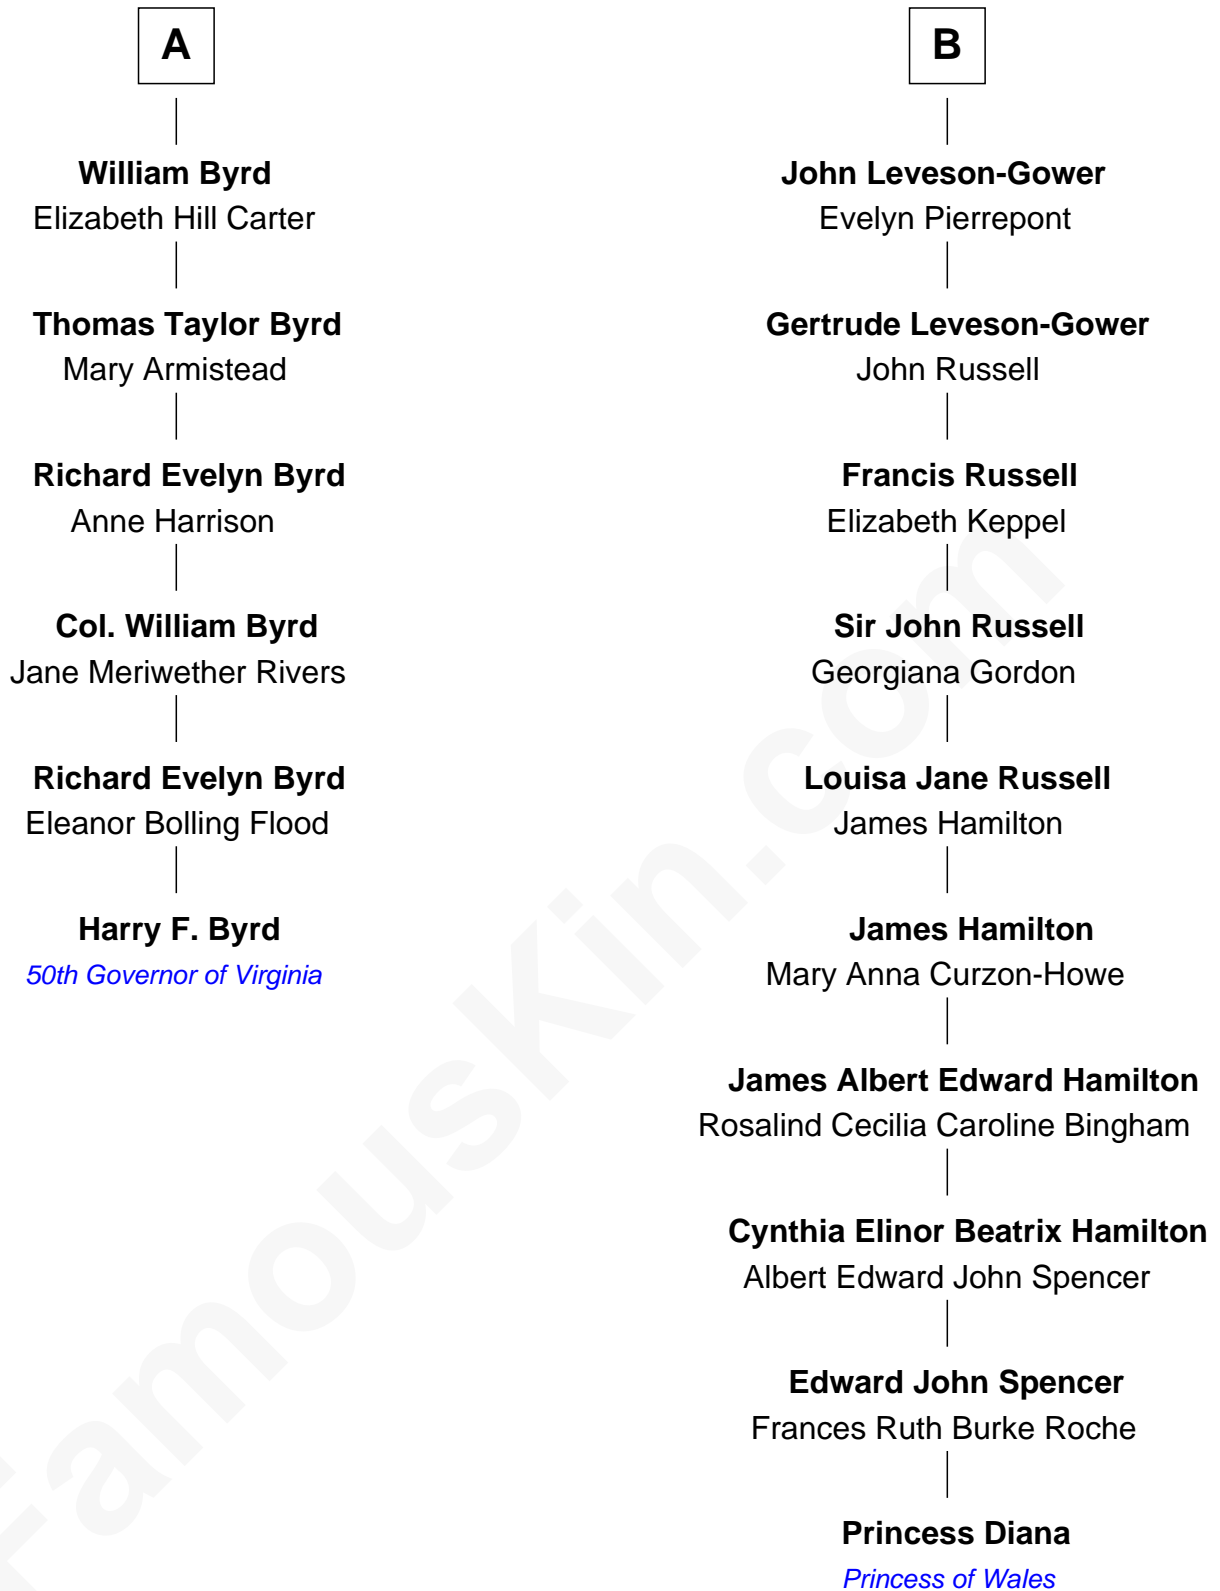 A
William Byrd
Elizabeth Hill Carter
Thomas Taylor Byrd
Mary Armistead
Richard Evelyn Byrd
Anne Harrison
Col. William Byrd
Jane Meriwether Rivers
Richard Evelyn Byrd
Eleanor Bolling Flood
Harry F. Byrd
50th Governor of Virginia
B
John Leveson-Gower
Evelyn Pierrepont
Gertrude Leveson-Gower
John Russell
Francis Russell
Elizabeth Keppel
Sir John Russell
Georgiana Gordon
Louisa Jane Russell
James Hamilton
James Hamilton
Mary Anna Curzon-Howe
James Albert Edward Hamilton
Rosalind Cecilia Caroline Bingham
Cynthia Elinor Beatrix Hamilton
Albert Edward John Spencer
Edward John Spencer
Frances Ruth Burke Roche
Princess Diana
Princess of Wales
FamousKin.com